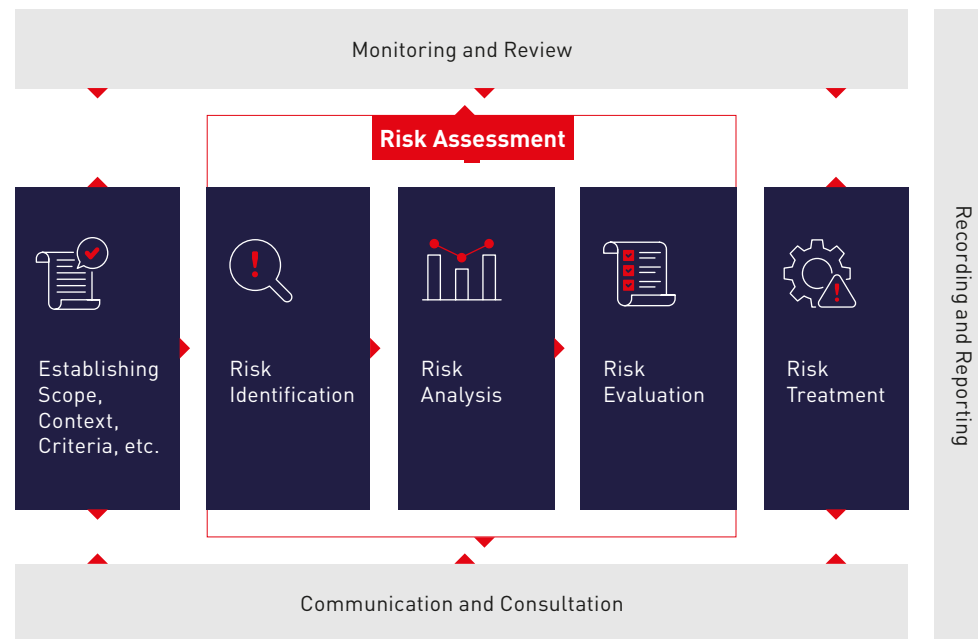 Monitoring and Review
Risk Assessment
Establishing
Scope,
Context,
Criteria, etc.
Risk
Identification
Risk
Analysis
Risk
Evaluation
Risk
Treatment
Communication and Consultation
Recording and Reporting